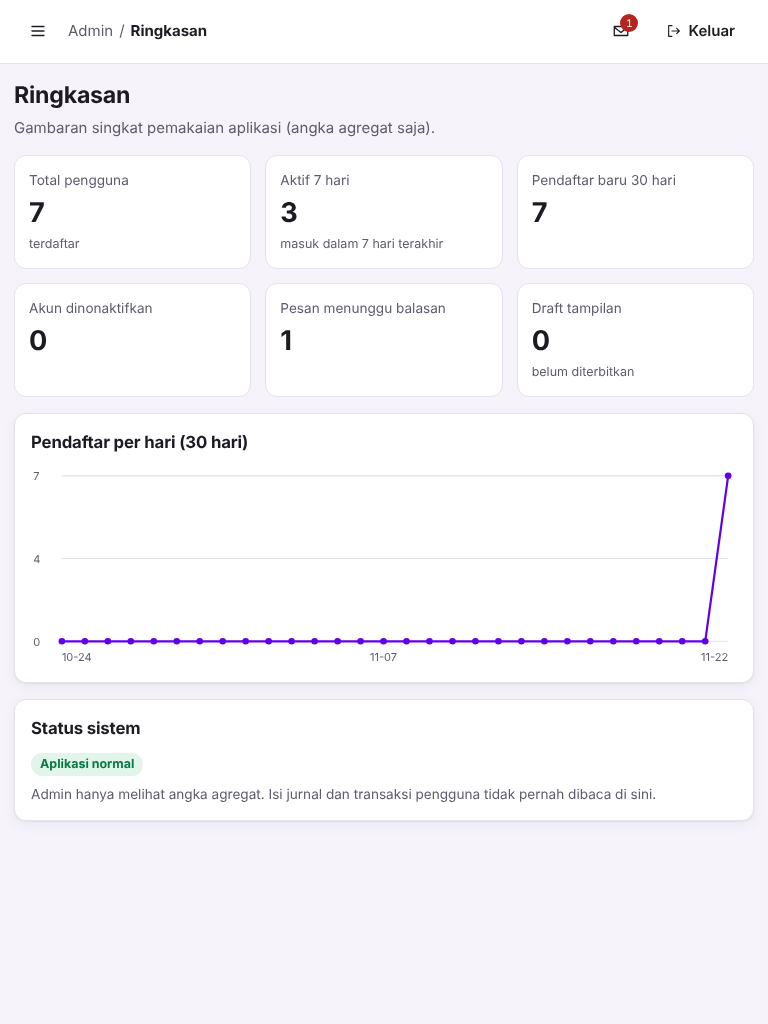 Admin / Ringkasan
1
Keluar
Ringkasan
Gambaran singkat pemakaian aplikasi (angka agregat saja).
Total pengguna
7
terdaftar
Aktif 7 hari
3
masuk dalam 7 hari terakhir
Pendaftar baru 30 hari
7
Akun dinonaktifkan
0
Pesan menunggu balasan
1
Draft tampilan
0
belum diterbitkan
Pendaftar per hari (30 hari)
7
4
0
10-24
11-07
11-22
Status sistem
Aplikasi normal
Admin hanya melihat angka agregat. Isi jurnal dan transaksi pengguna tidak pernah dibaca di sini.